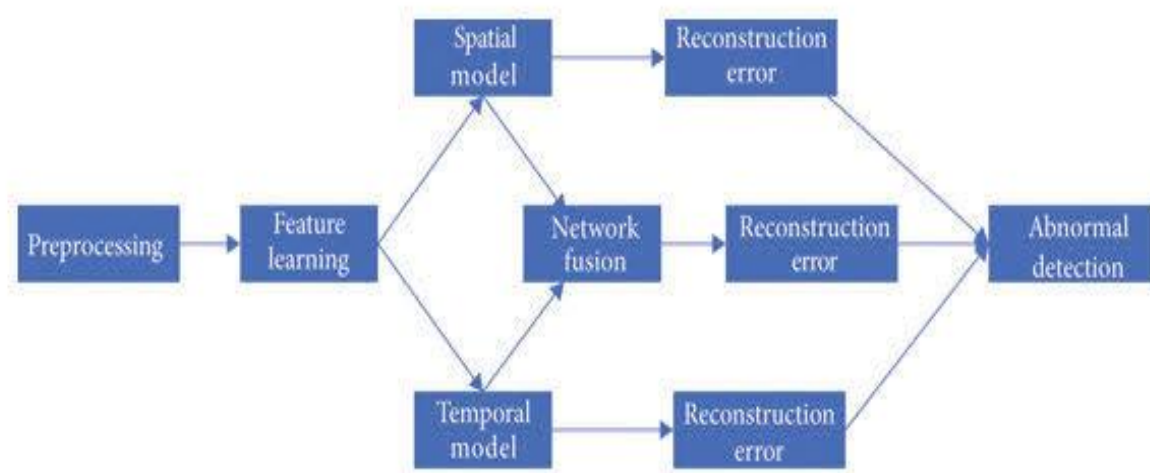 Spatial
model
Reconstruction
error
Preprocessing
Feature
learning
Network
fusion
Reconstruction
error
Abnormal
detection
Temporal
model
Reconstruction
error